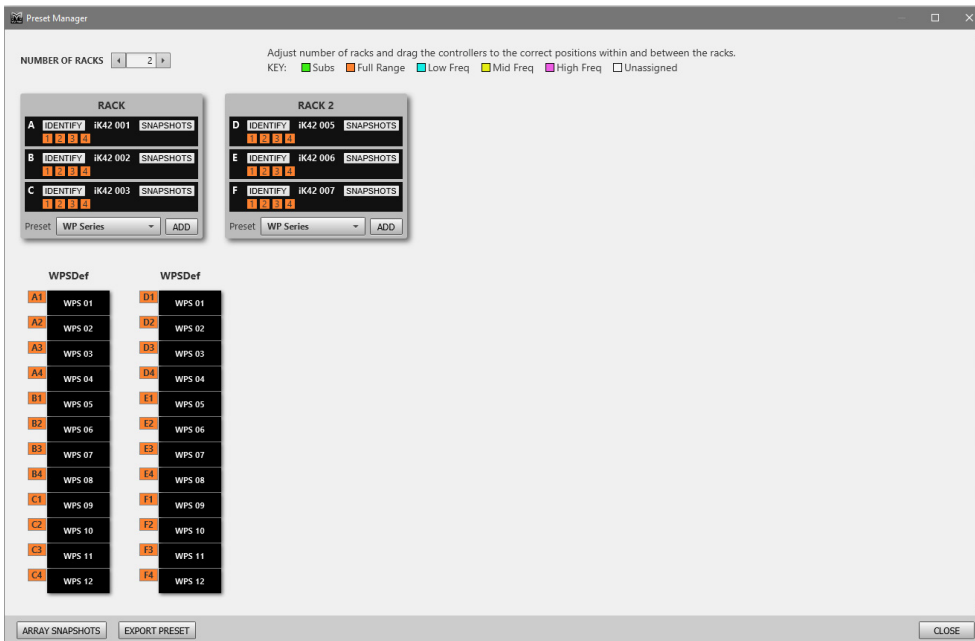 Preset Manager
NUMBER OF RACKS 2
Adjust number of racks and drag the controllers to the correct positions within and between the racks.
KEY: Subs Full Range Low Freq Mid Freq High Freq Unassigned
RACK
A IDENTIFY iK42 001 SNAPSHOTS
1 2 3 4
B IDENTIFY iK42 002 SNAPSHOTS
1 2 3 4
C IDENTIFY iK42 003 SNAPSHOTS
1 2 3 4
Preset WP Series ADD
RACK 2
D IDENTIFY iK42 005 SNAPSHOTS
1 2 3 4
E IDENTIFY iK42 006 SNAPSHOTS
1 2 3 4
F IDENTIFY iK42 007 SNAPSHOTS
1 2 3 4
Preset WP Series ADD
WPSDef
A1 WPS 01
A2 WPS 02
A3 WPS 03
A4 WPS 04
B1 WPS 05
B2 WPS 06
B3 WPS 07
B4 WPS 08
C1 WPS 09
C2 WPS 10
C3 WPS 11
C4 WPS 12
WPSDef
D1 WPS 01
D2 WPS 02
D3 WPS 03
D4 WPS 04
E1 WPS 05
E2 WPS 06
E3 WPS 07
E4 WPS 08
F1 WPS 09
F2 WPS 10
F3 WPS 11
F4 WPS 12
ARRAY SNAPSHOTS EXPORT PRESET CLOSE